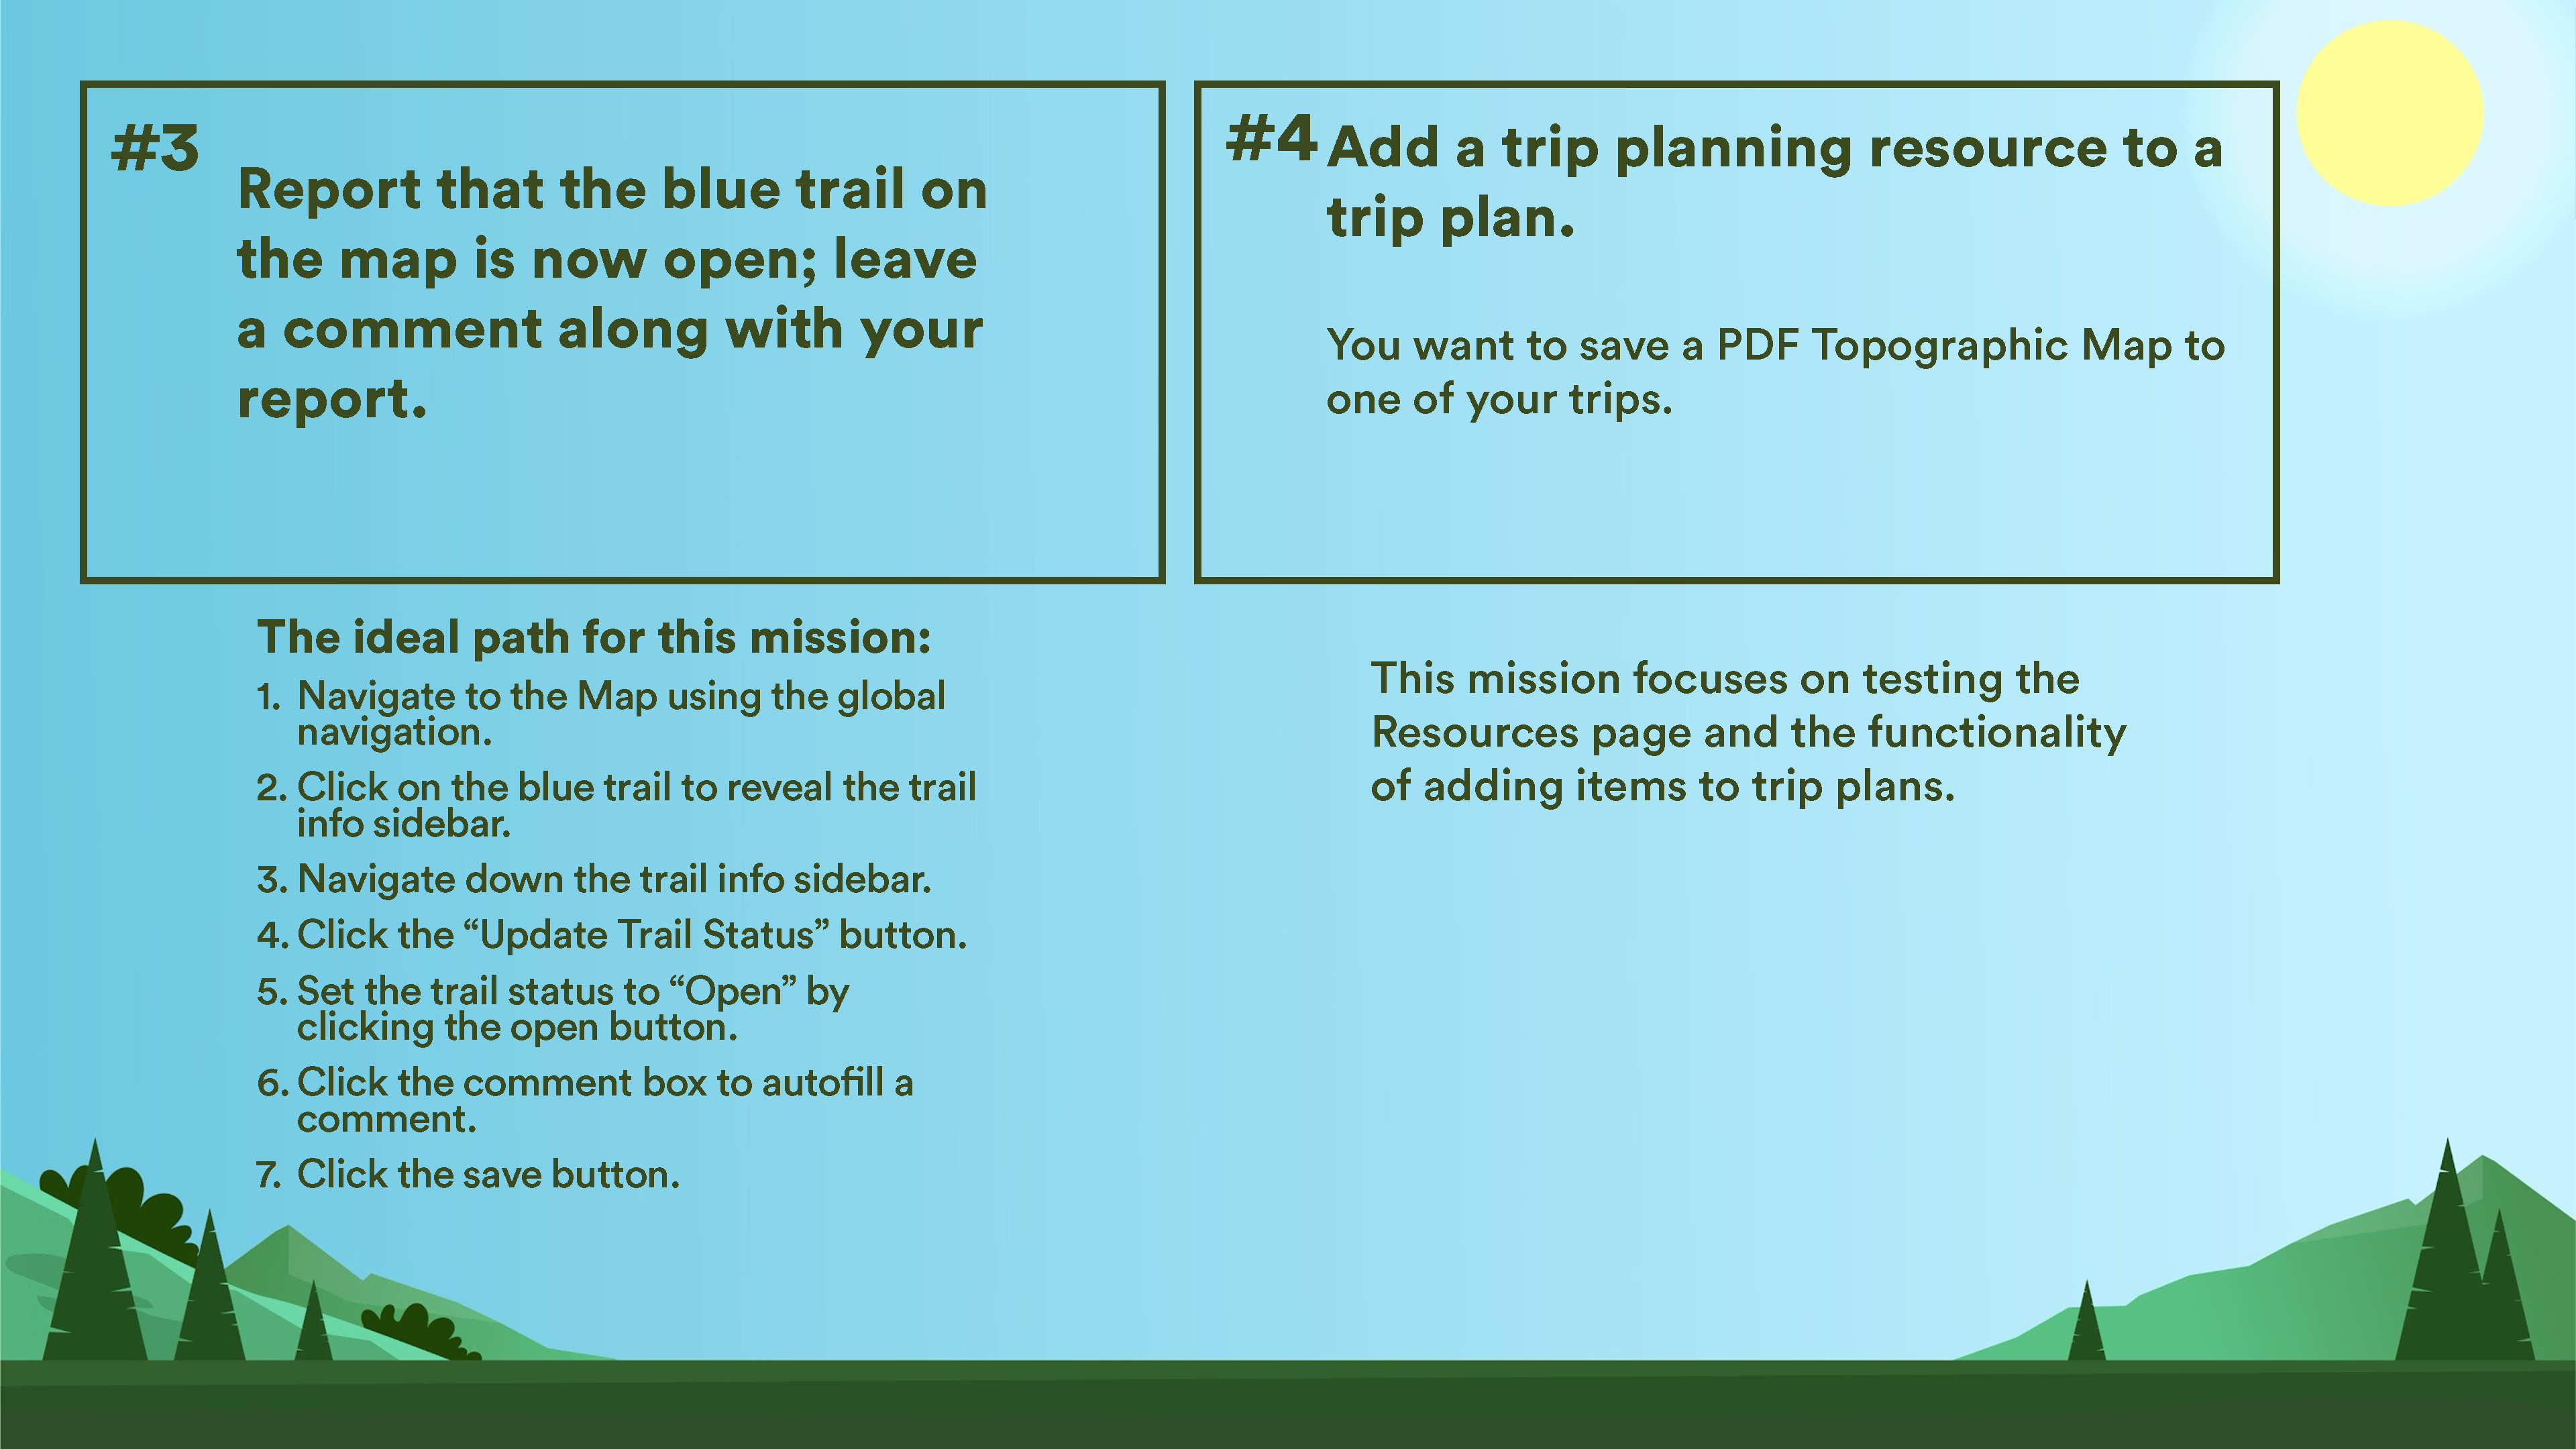 #3
Report that the blue trail on
the map is now open; leave
a comment along with your
report.
The ideal path for this mission:
1. Navigate to the Map using the global
navigation.
2. Click on the blue trail to reveal the trail
info sidebar.
3. Navigate down the trail info sidebar.
4. Click the “Update Trail Status” button.
5. Set the trail status to “Open” by
clicking the open button.
6. Click the comment box to autofill a
comment.
7. Click the save button.
#4 Add a trip planning resource to a
trip plan.
You want to save a PDF Topographic Map to
one of your trips.
This mission focuses on testing the
Resources page and the functionality
of adding items to trip plans.